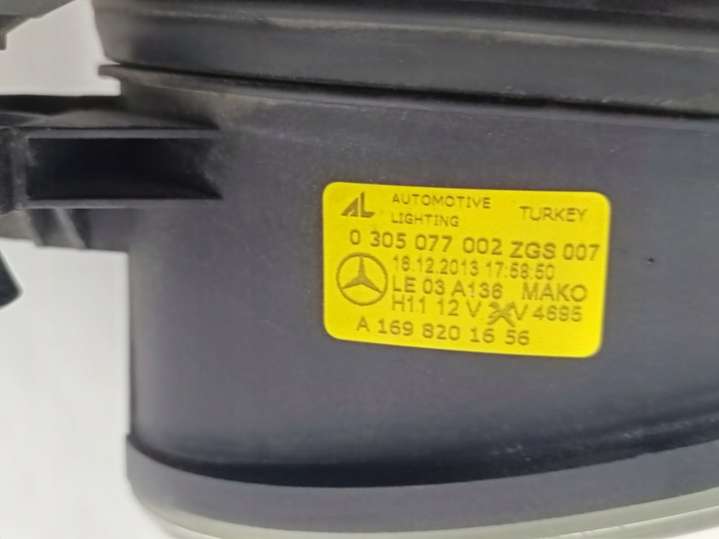 AL AUTOMOTIVE LIGHTING TURKEY
0 305 077 002 ZGS 007
16.12.2013 17:58:50
LE 03 A136 MAKO
H11 12 V V 4695
A 169 820 16 56